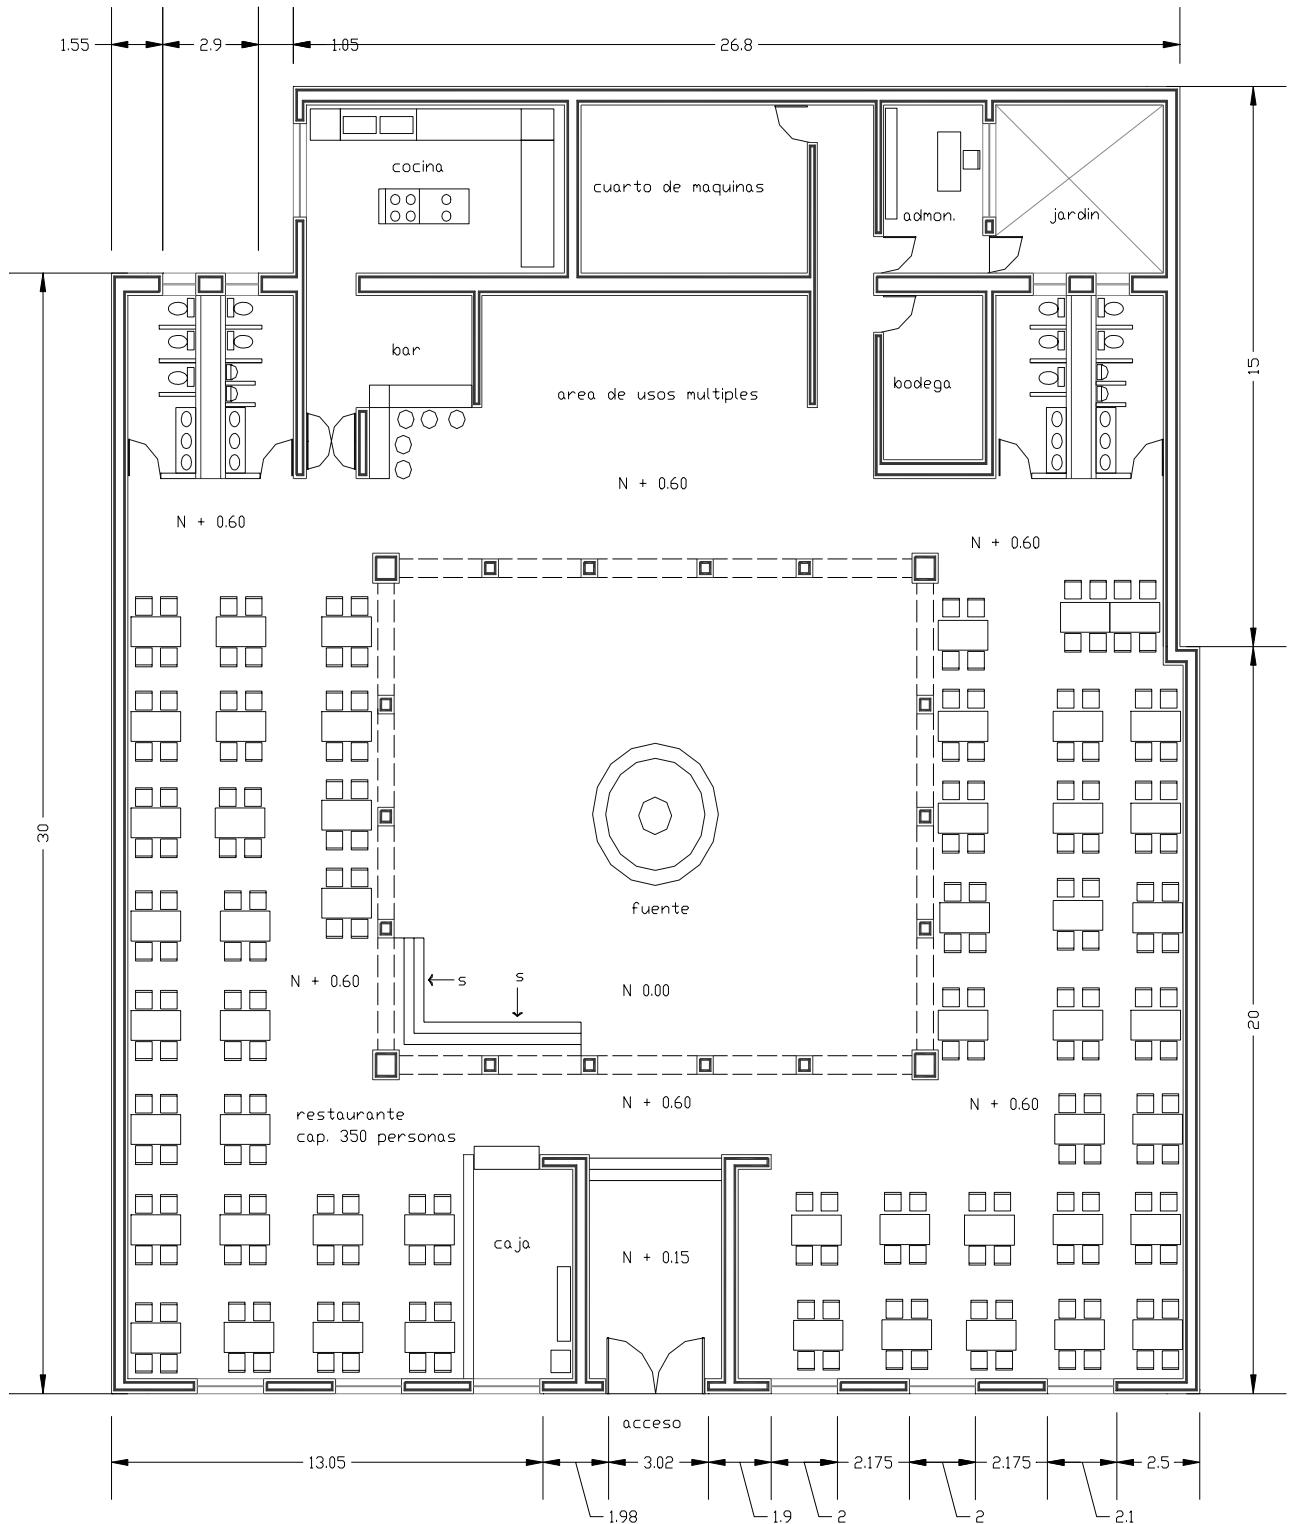 1.55
2.9
1.05
26.8
cocina
cuarto de maquinas
admon.
jardin
bar
area de usos multiples
bodega
15
N + 0.60
N + 0.60
N + 0.60
30
fuente
N + 0.60
s
s
N 0.00
20
N + 0.60
N + 0.60
restaurante
cap. 350 personas
caja
N + 0.15
acceso
13.05
3.02
2.175
2.175
2.5
1.98
1.9
2
2
2.1